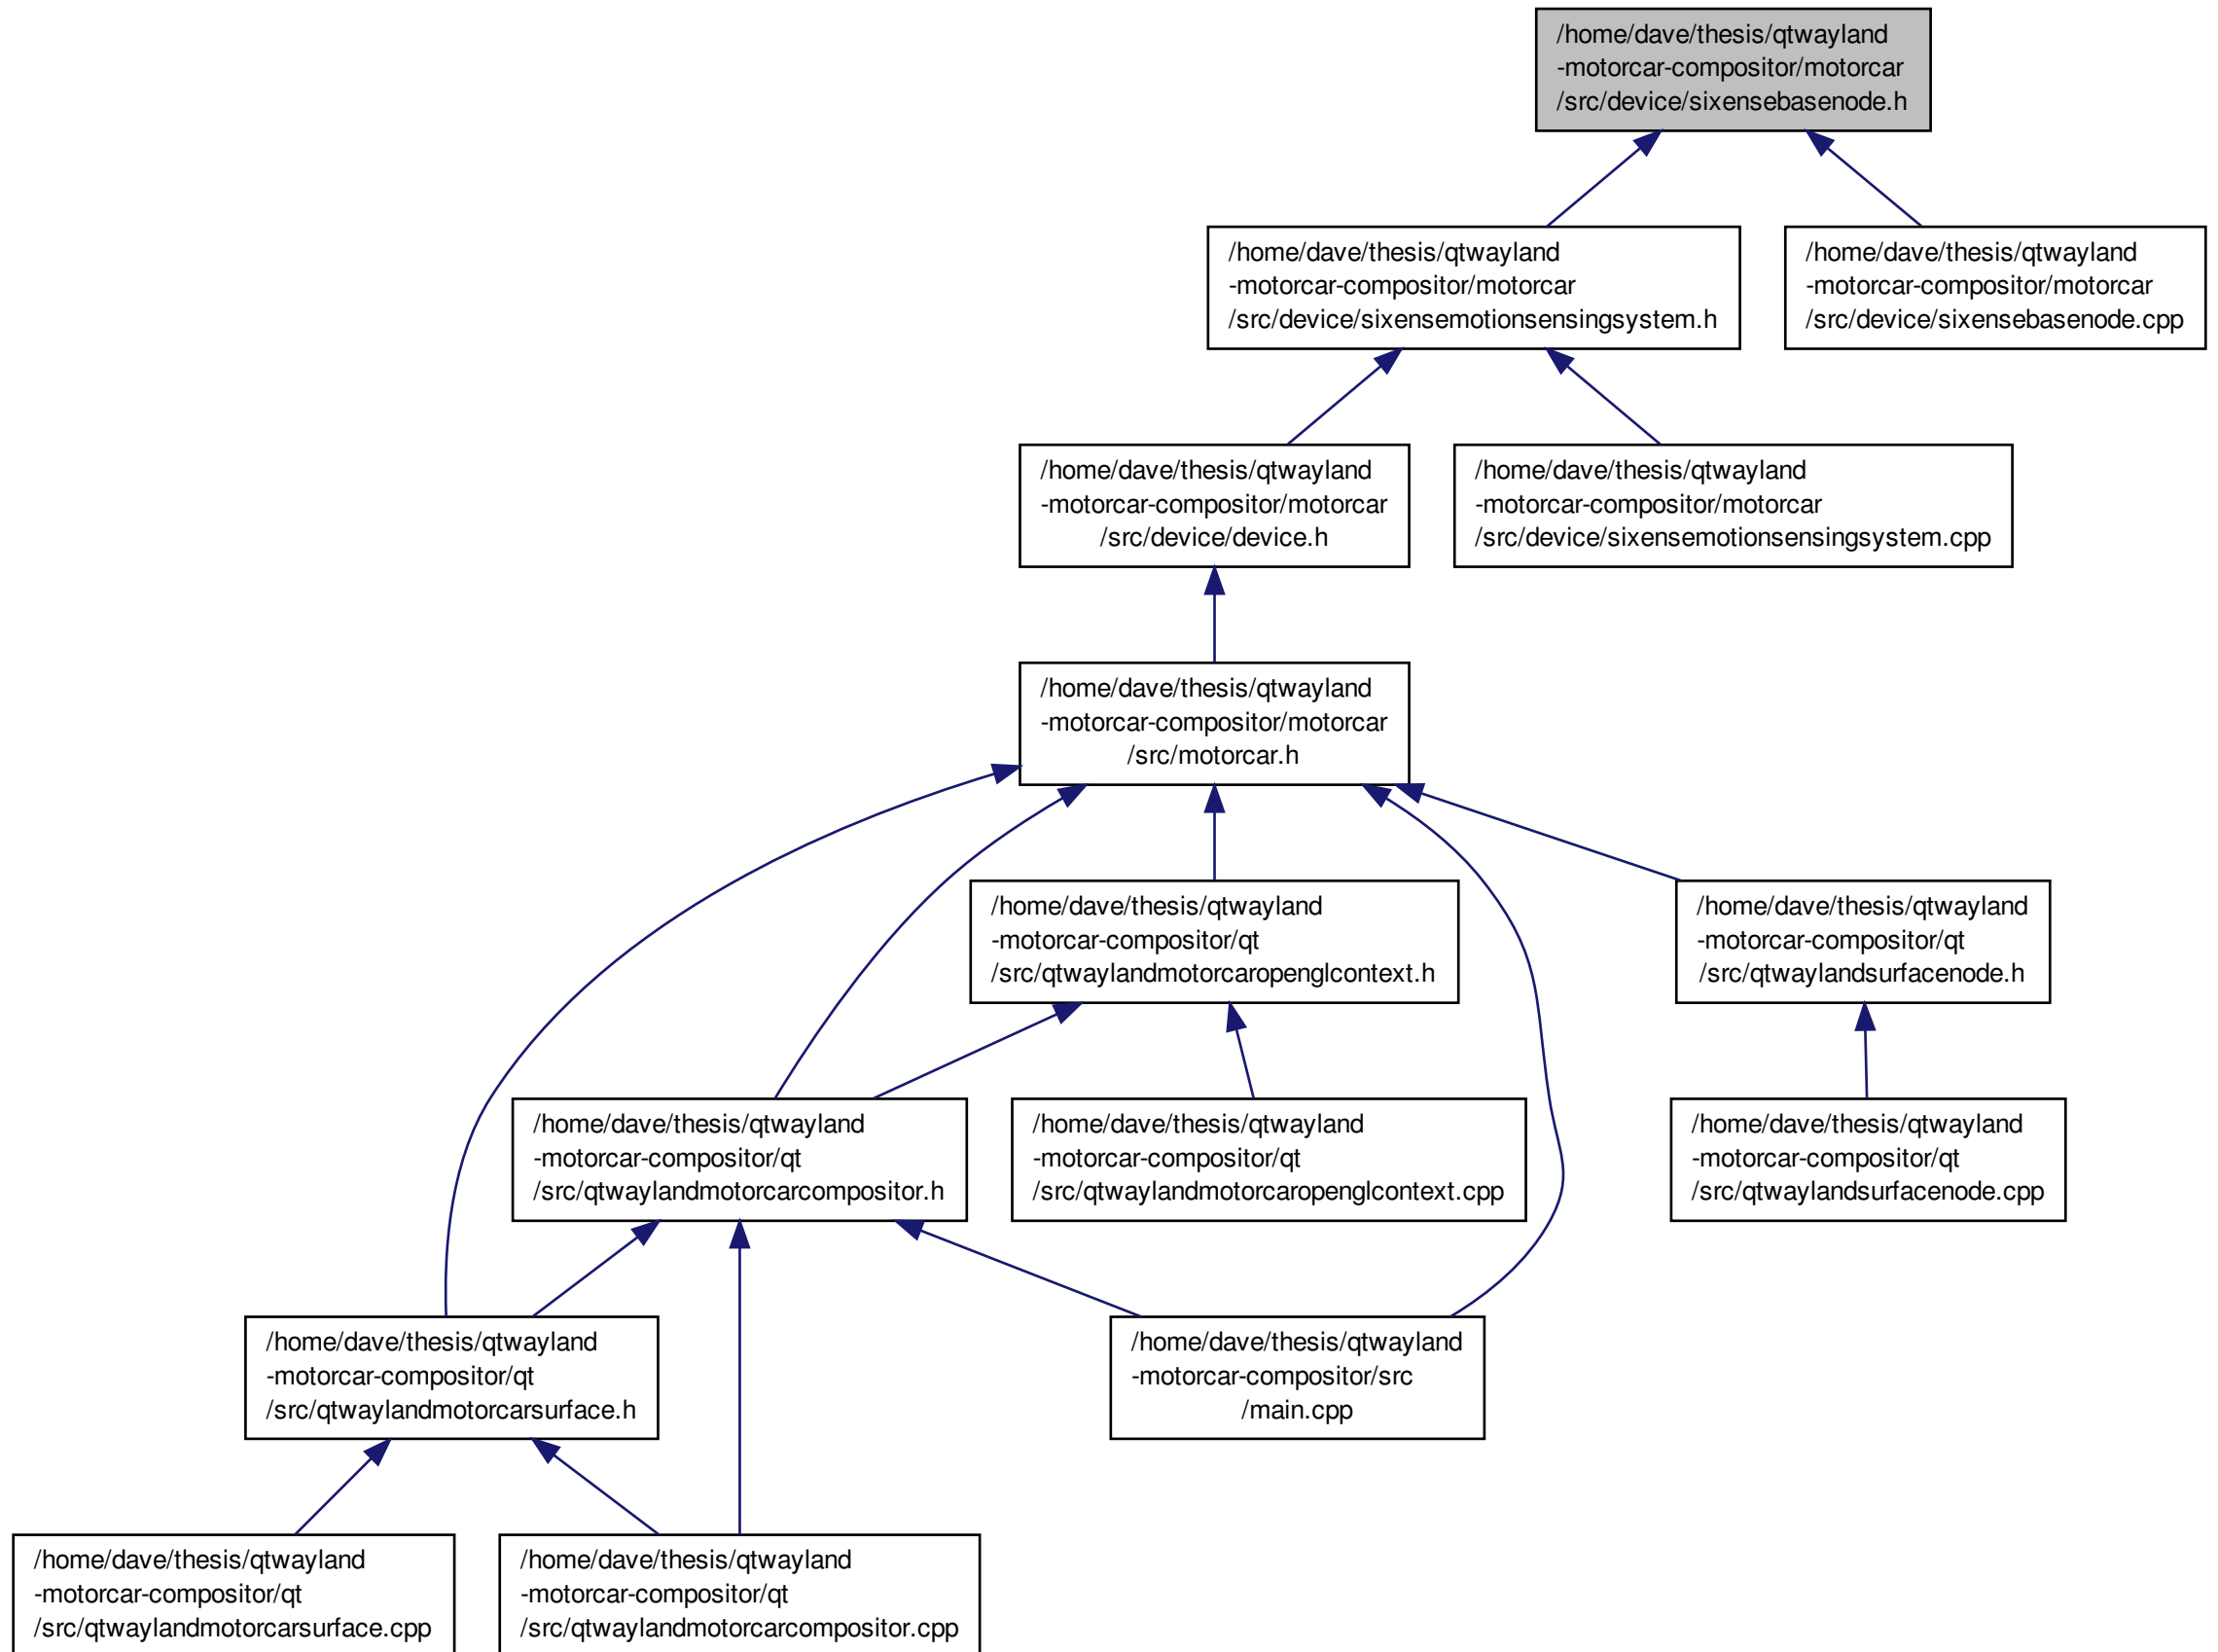 /home/dave/thesis/qtwayland
-motorcar-compositor/motorcar
/src/device/sixensebasenode.h
/home/dave/thesis/qtwayland
-motorcar-compositor/motorcar
/src/device/sixensemotionsensingsystem.h
/home/dave/thesis/qtwayland
-motorcar-compositor/motorcar
/src/device/sixensebasenode.cpp
/home/dave/thesis/qtwayland
-motorcar-compositor/motorcar
/src/device/device.h
/home/dave/thesis/qtwayland
-motorcar-compositor/motorcar
/src/device/sixensemotionsensingsystem.cpp
/home/dave/thesis/qtwayland
-motorcar-compositor/motorcar
/src/motorcar.h
/home/dave/thesis/qtwayland
-motorcar-compositor/qt
/src/qtwaylandmotorcaropenglcontext.h
/home/dave/thesis/qtwayland
-motorcar-compositor/qt
/src/qtwaylandsurfacenode.h
/home/dave/thesis/qtwayland
-motorcar-compositor/qt
/src/qtwaylandmotorcarcompositor.h
/home/dave/thesis/qtwayland
-motorcar-compositor/qt
/src/qtwaylandmotorcaropenglcontext.cpp
/home/dave/thesis/qtwayland
-motorcar-compositor/qt
/src/qtwaylandsurfacenode.cpp
/home/dave/thesis/qtwayland
-motorcar-compositor/qt
/src/qtwaylandmotorcarsurface.h
/home/dave/thesis/qtwayland
-motorcar-compositor/src
/main.cpp
/home/dave/thesis/qtwayland
-motorcar-compositor/qt
/src/qtwaylandmotorcarsurface.cpp
/home/dave/thesis/qtwayland
-motorcar-compositor/qt
/src/qtwaylandmotorcarcompositor.cpp